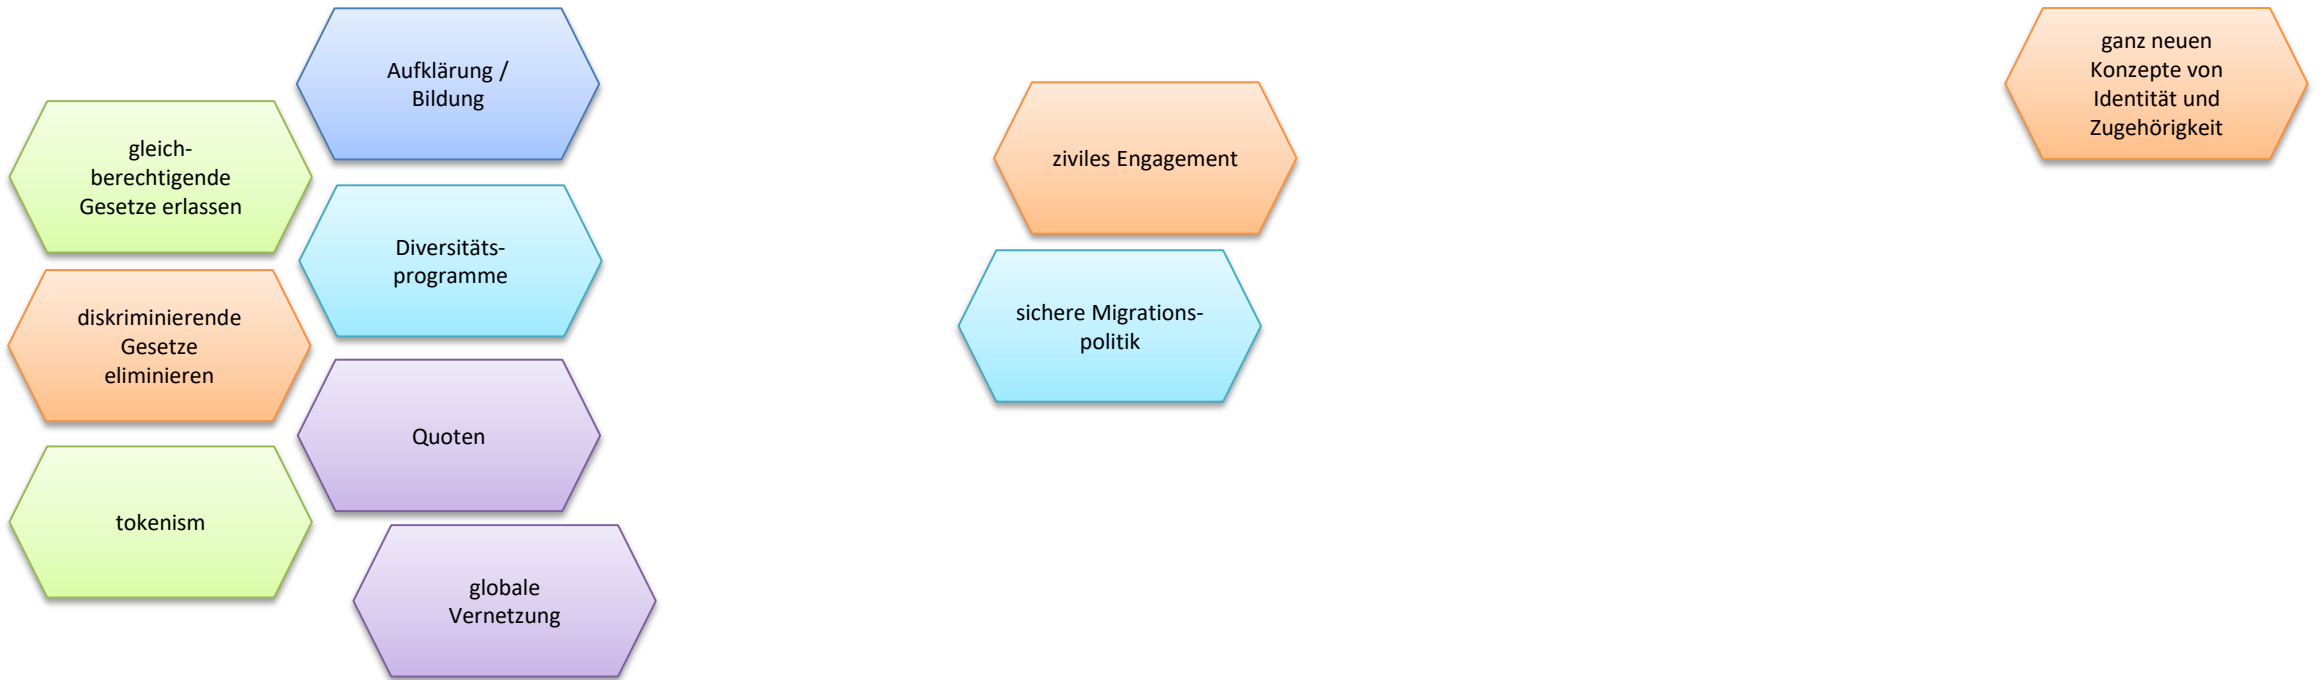 Aufklärung /
Bildung
gleich-
berechtigende
Gesetze erlassen
Diversitäts-
programme
diskriminierende
Gesetze
eliminieren
Quoten
tokenism
globale
Vernetzung
ziviles Engagement
sichere Migrations-
politik
ganz neuen
Konzepte von
Identität und
Zugehörigkeit